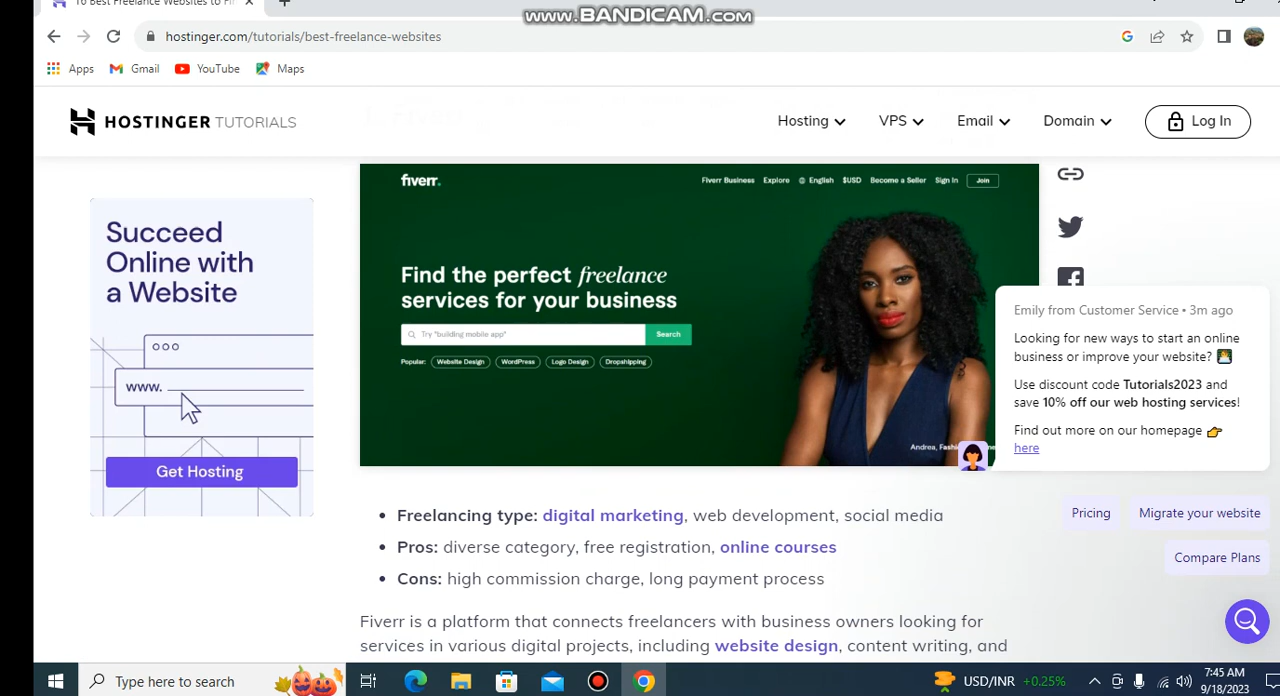 www.BANDICAM.com
hostinger.com/tutorials/best-freelance-websites
Apps
Gmail
YouTube
Maps
HOSTINGER TUTORIALS
Hosting
VPS
Email
Domain
Log In
Succeed
Online with
a Website
www.
Get Hosting
fiverr.
Fiverr Business
Explore
English
$USD
Become a Seller
Sign In
Join
Find the perfect freelance
services for your business
Try "building mobile app"
Search
Popular:
Website Design
WordPress
Logo Design
Dropshipping
Andrea,
Emily from Customer Service • 3m ago
Looking for new ways to start an online
business or improve your website?
Use discount code Tutorials2023 and
save 10% off our web hosting services!
Find out more on our homepage
here
Pricing
Migrate your website
Compare Plans
• Freelancing type: digital marketing, web development, social media
• Pros: diverse category, free registration, online courses
• Cons: high commission charge, long payment process
Fiverr is a platform that connects freelancers with business owners looking for
services in various digital projects, including website design, content writing, and
Type here to search
USD/INR +0.25%
7:45 AM
9/18/2023